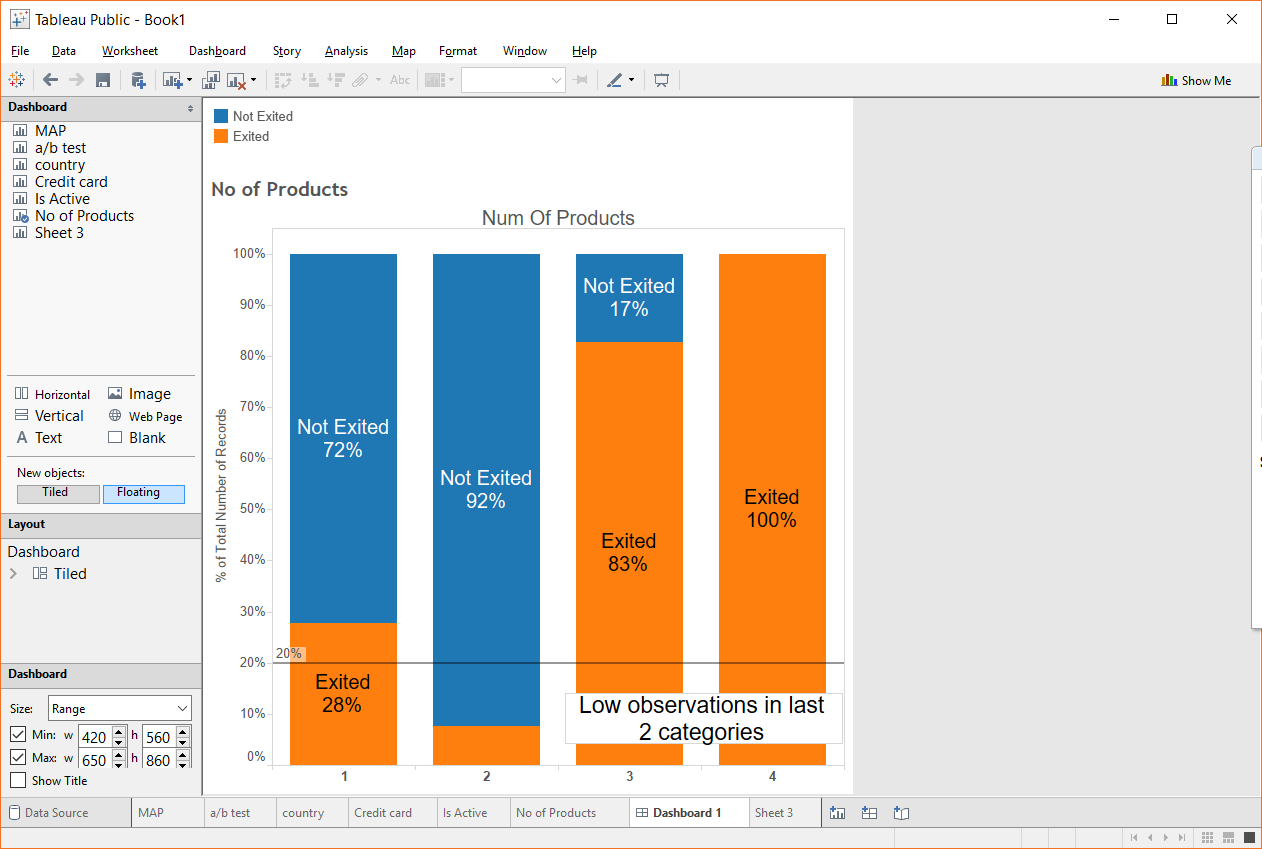 Tableau Public - Book1
File Data Worksheet Dashboard Story Analysis Map Format Window Help
Abc Show Me
Dashboard
MAP
a/b test
country
Credit card
Is Active
No of Products
Sheet 3
Horizontal Image
Vertical Web Page
A Text Blank
New objects:
Tiled Floating
Layout
Dashboard
Tiled
Dashboard
Size: Range
Min: w 420 h 560
Max: w 650 h 860
Show Title
Not Exited
Exited
No of Products
Num Of Products
% of Total Number of Records
100%
90%
80%
70%
60%
50%
40%
30%
20%
10%
0%
20%
Not Exited
72%
Exited
28%
Not Exited
92%
Not Exited
17%
Exited
83%
Exited
100%
Low observations in last
2 categories
1 2 3 4
Data Source MAP a/b test country Credit card Is Active No of Products Dashboard 1 Sheet 3